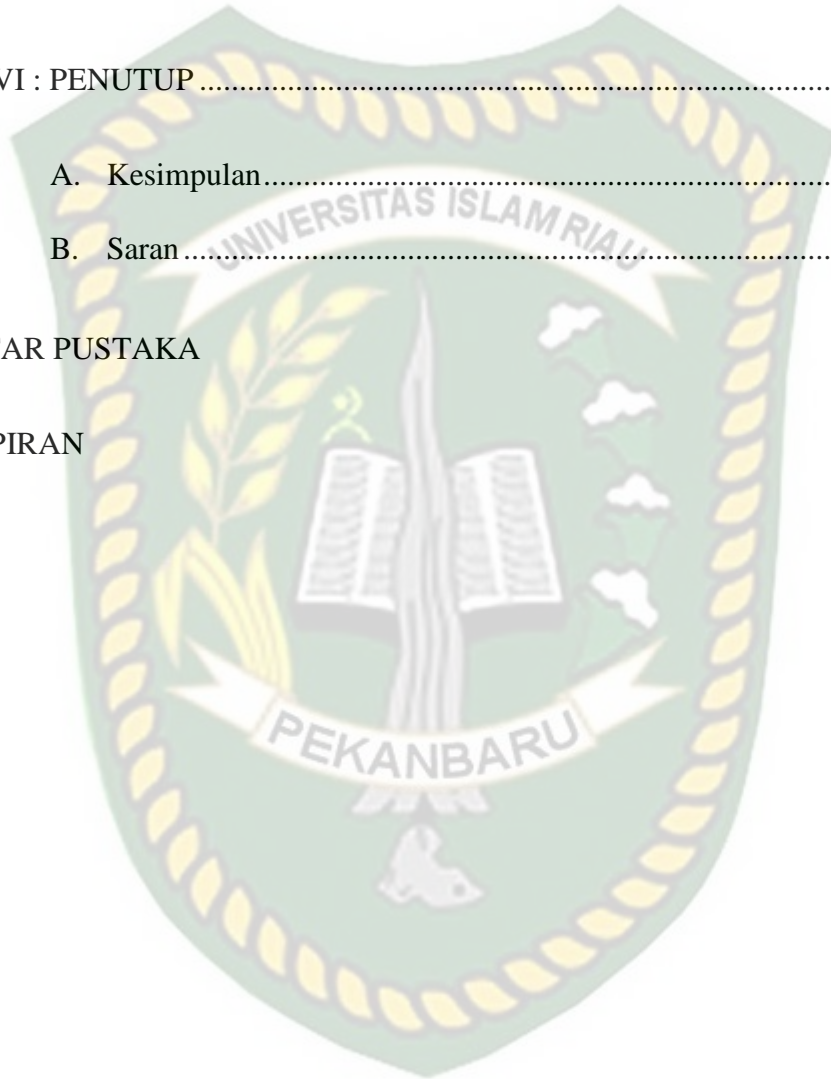 VI : PENUTUP ........................................................................
A. Kesimpulan.......................................................................
UNIVERSITAS ISLAM RIAU
B. Saran .................................................................................
AR PUSTAKA
PIRAN
PEKANBARU